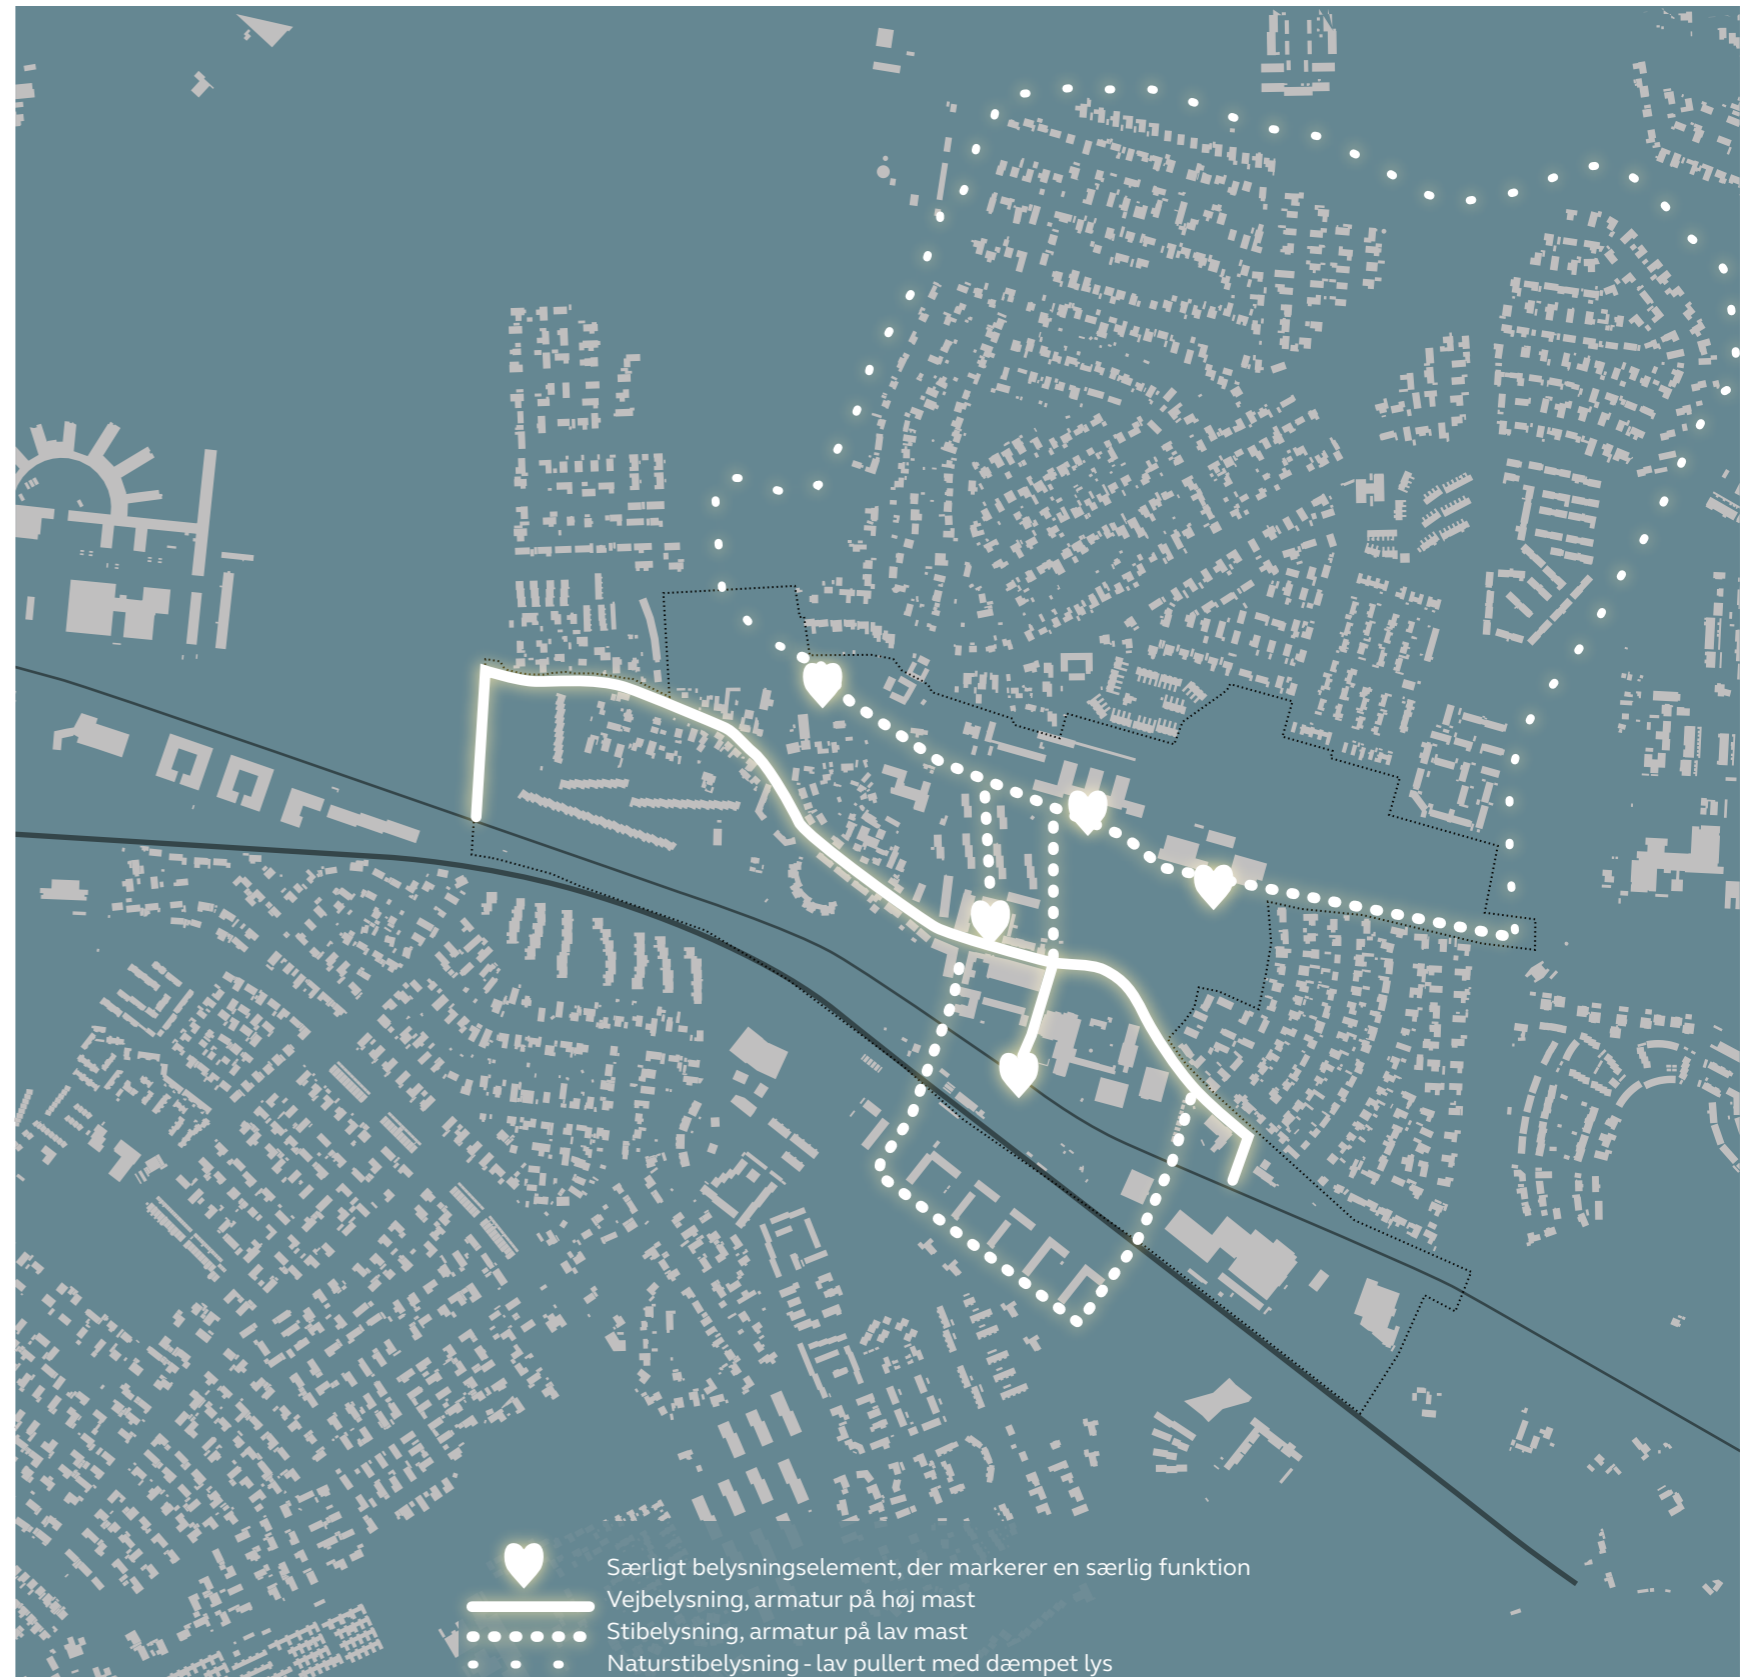 Særligt belysningselement, der markerer en særlig funktion
Vejbelysning, armatur på høj mast
Stibelysning, armatur på lav mast
Naturstibelysning - lav pullert med dæmpet lys